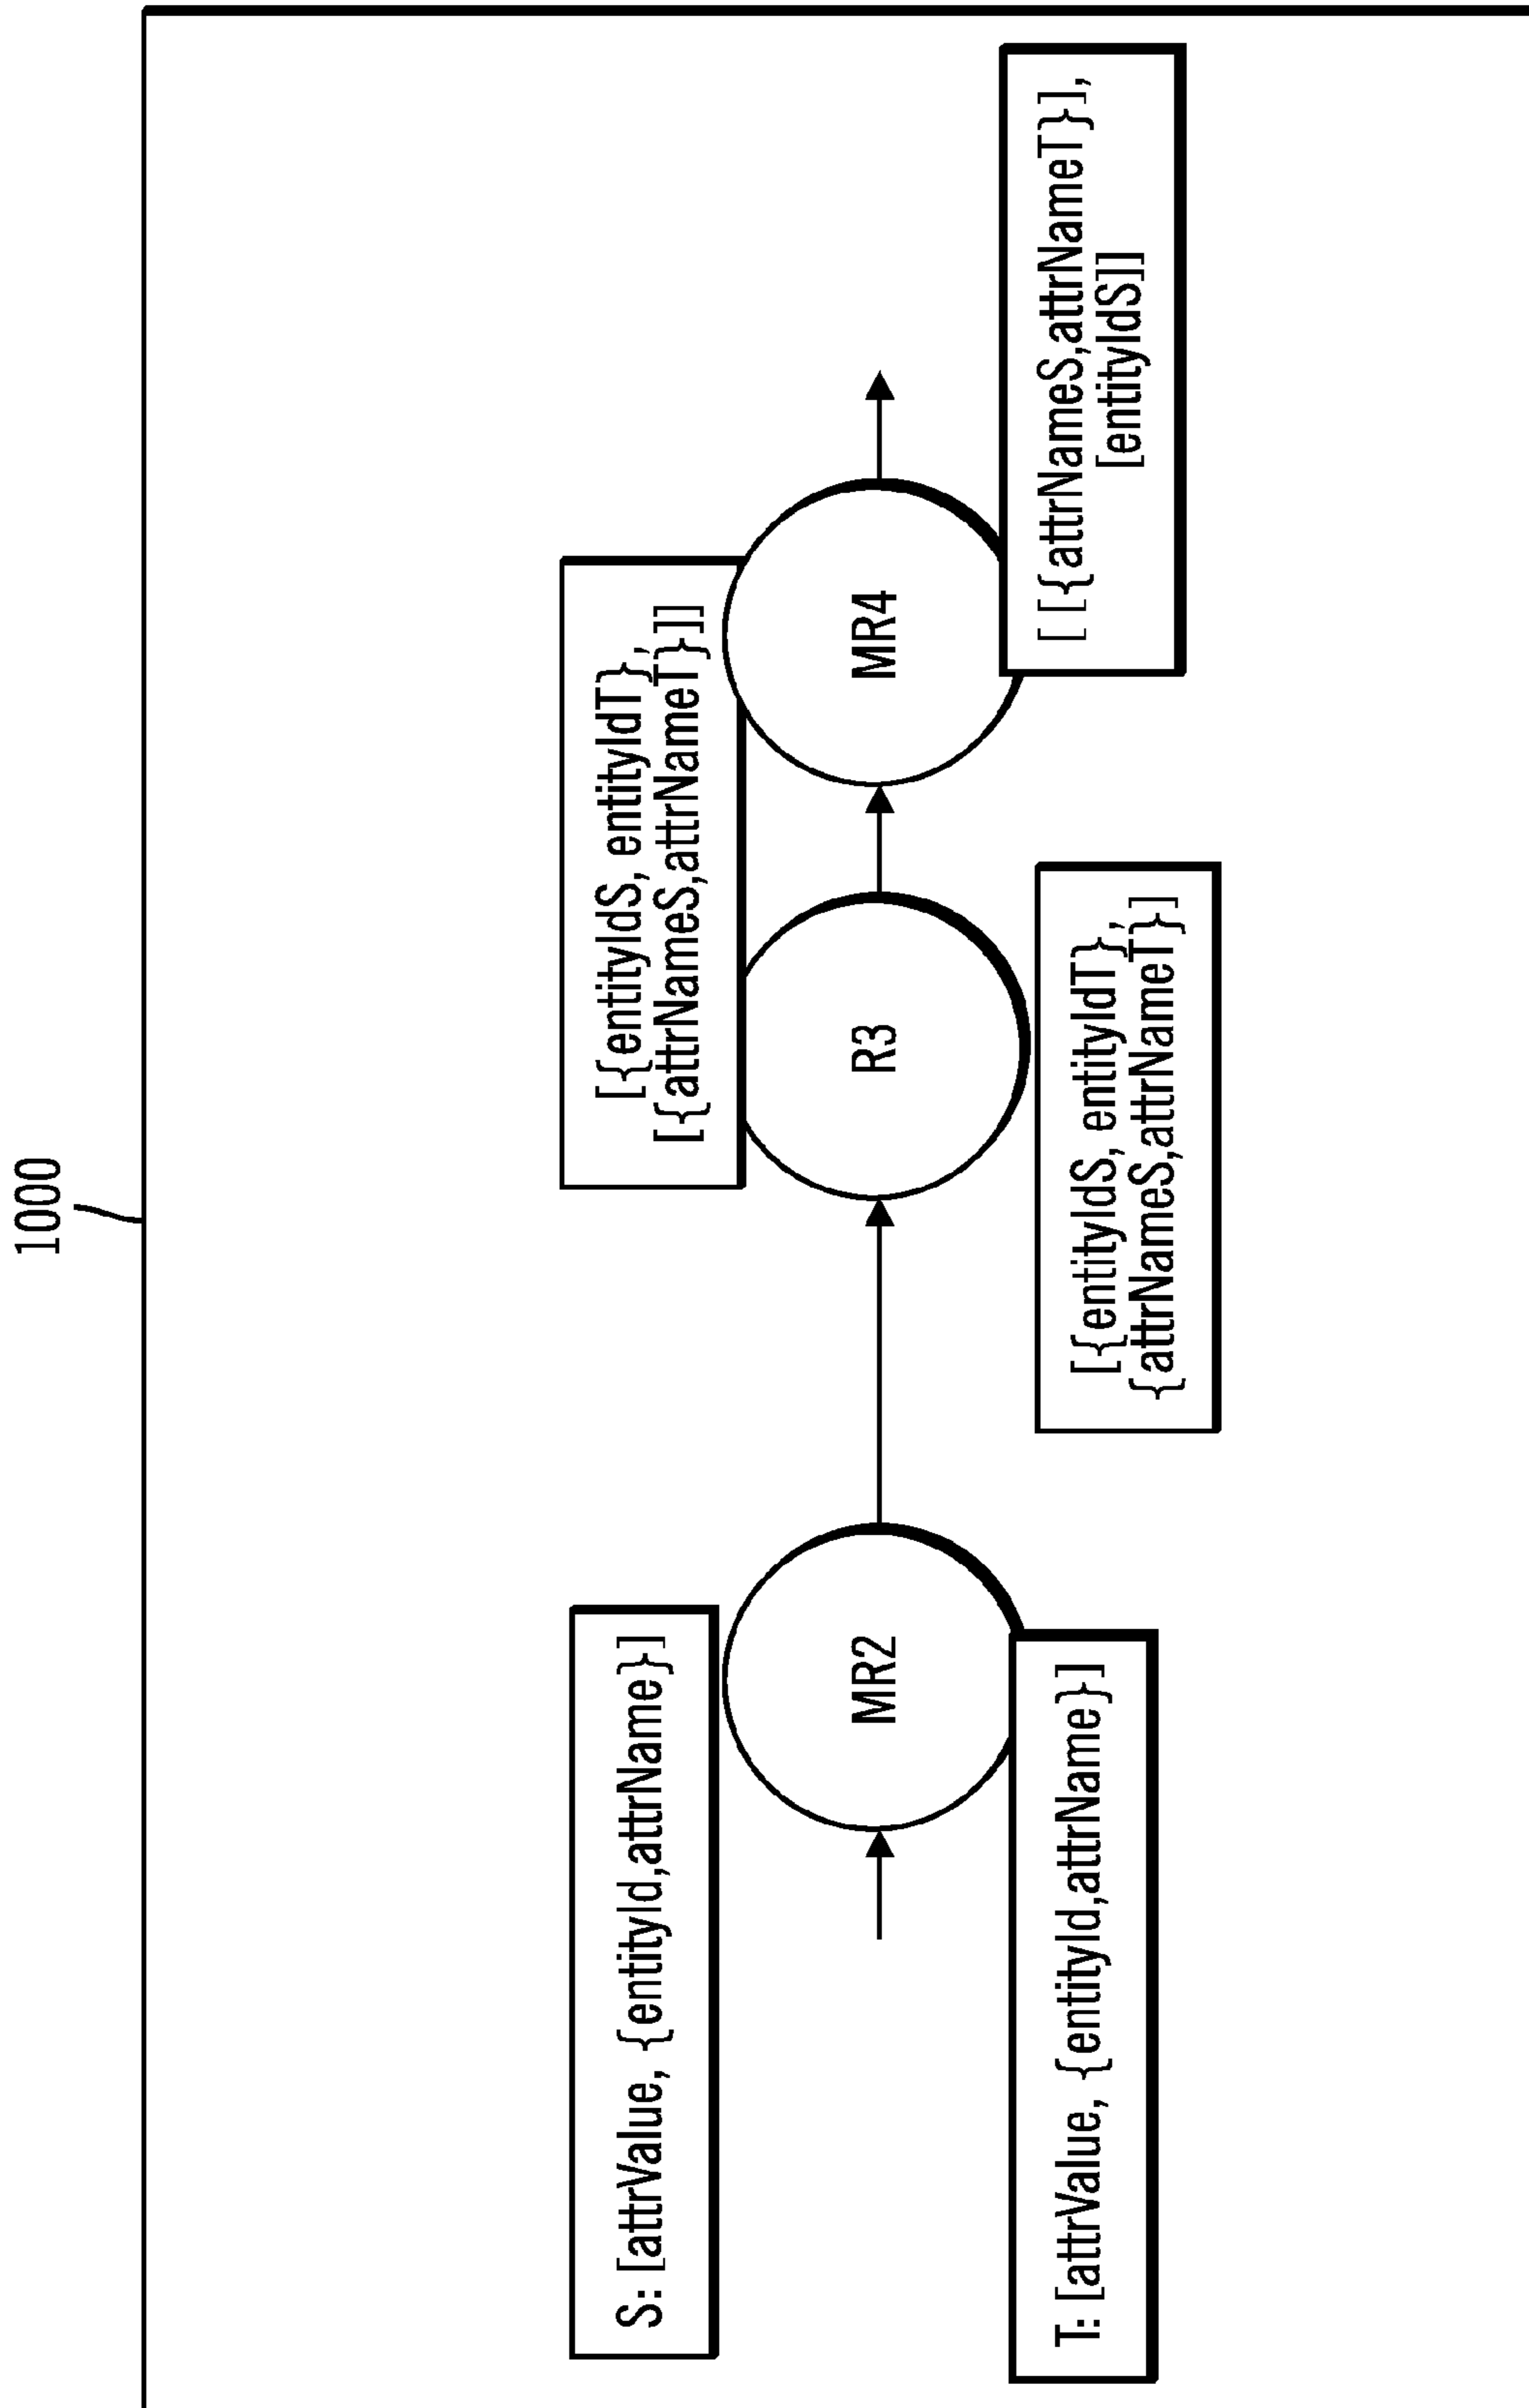 1000
S: [attrValue, {entityId,attrName}]
MR2
T: [attrValue, {entityId,attrName}]
[{entityIdS, entityIdT},
[{attrNameS,attrNameT}]]
R3
[{entityIdS, entityIdT},
{attrNameS,attrNameT}]
MR4
[ [{attrNameS,attrNameT}],
[entityIdS]]